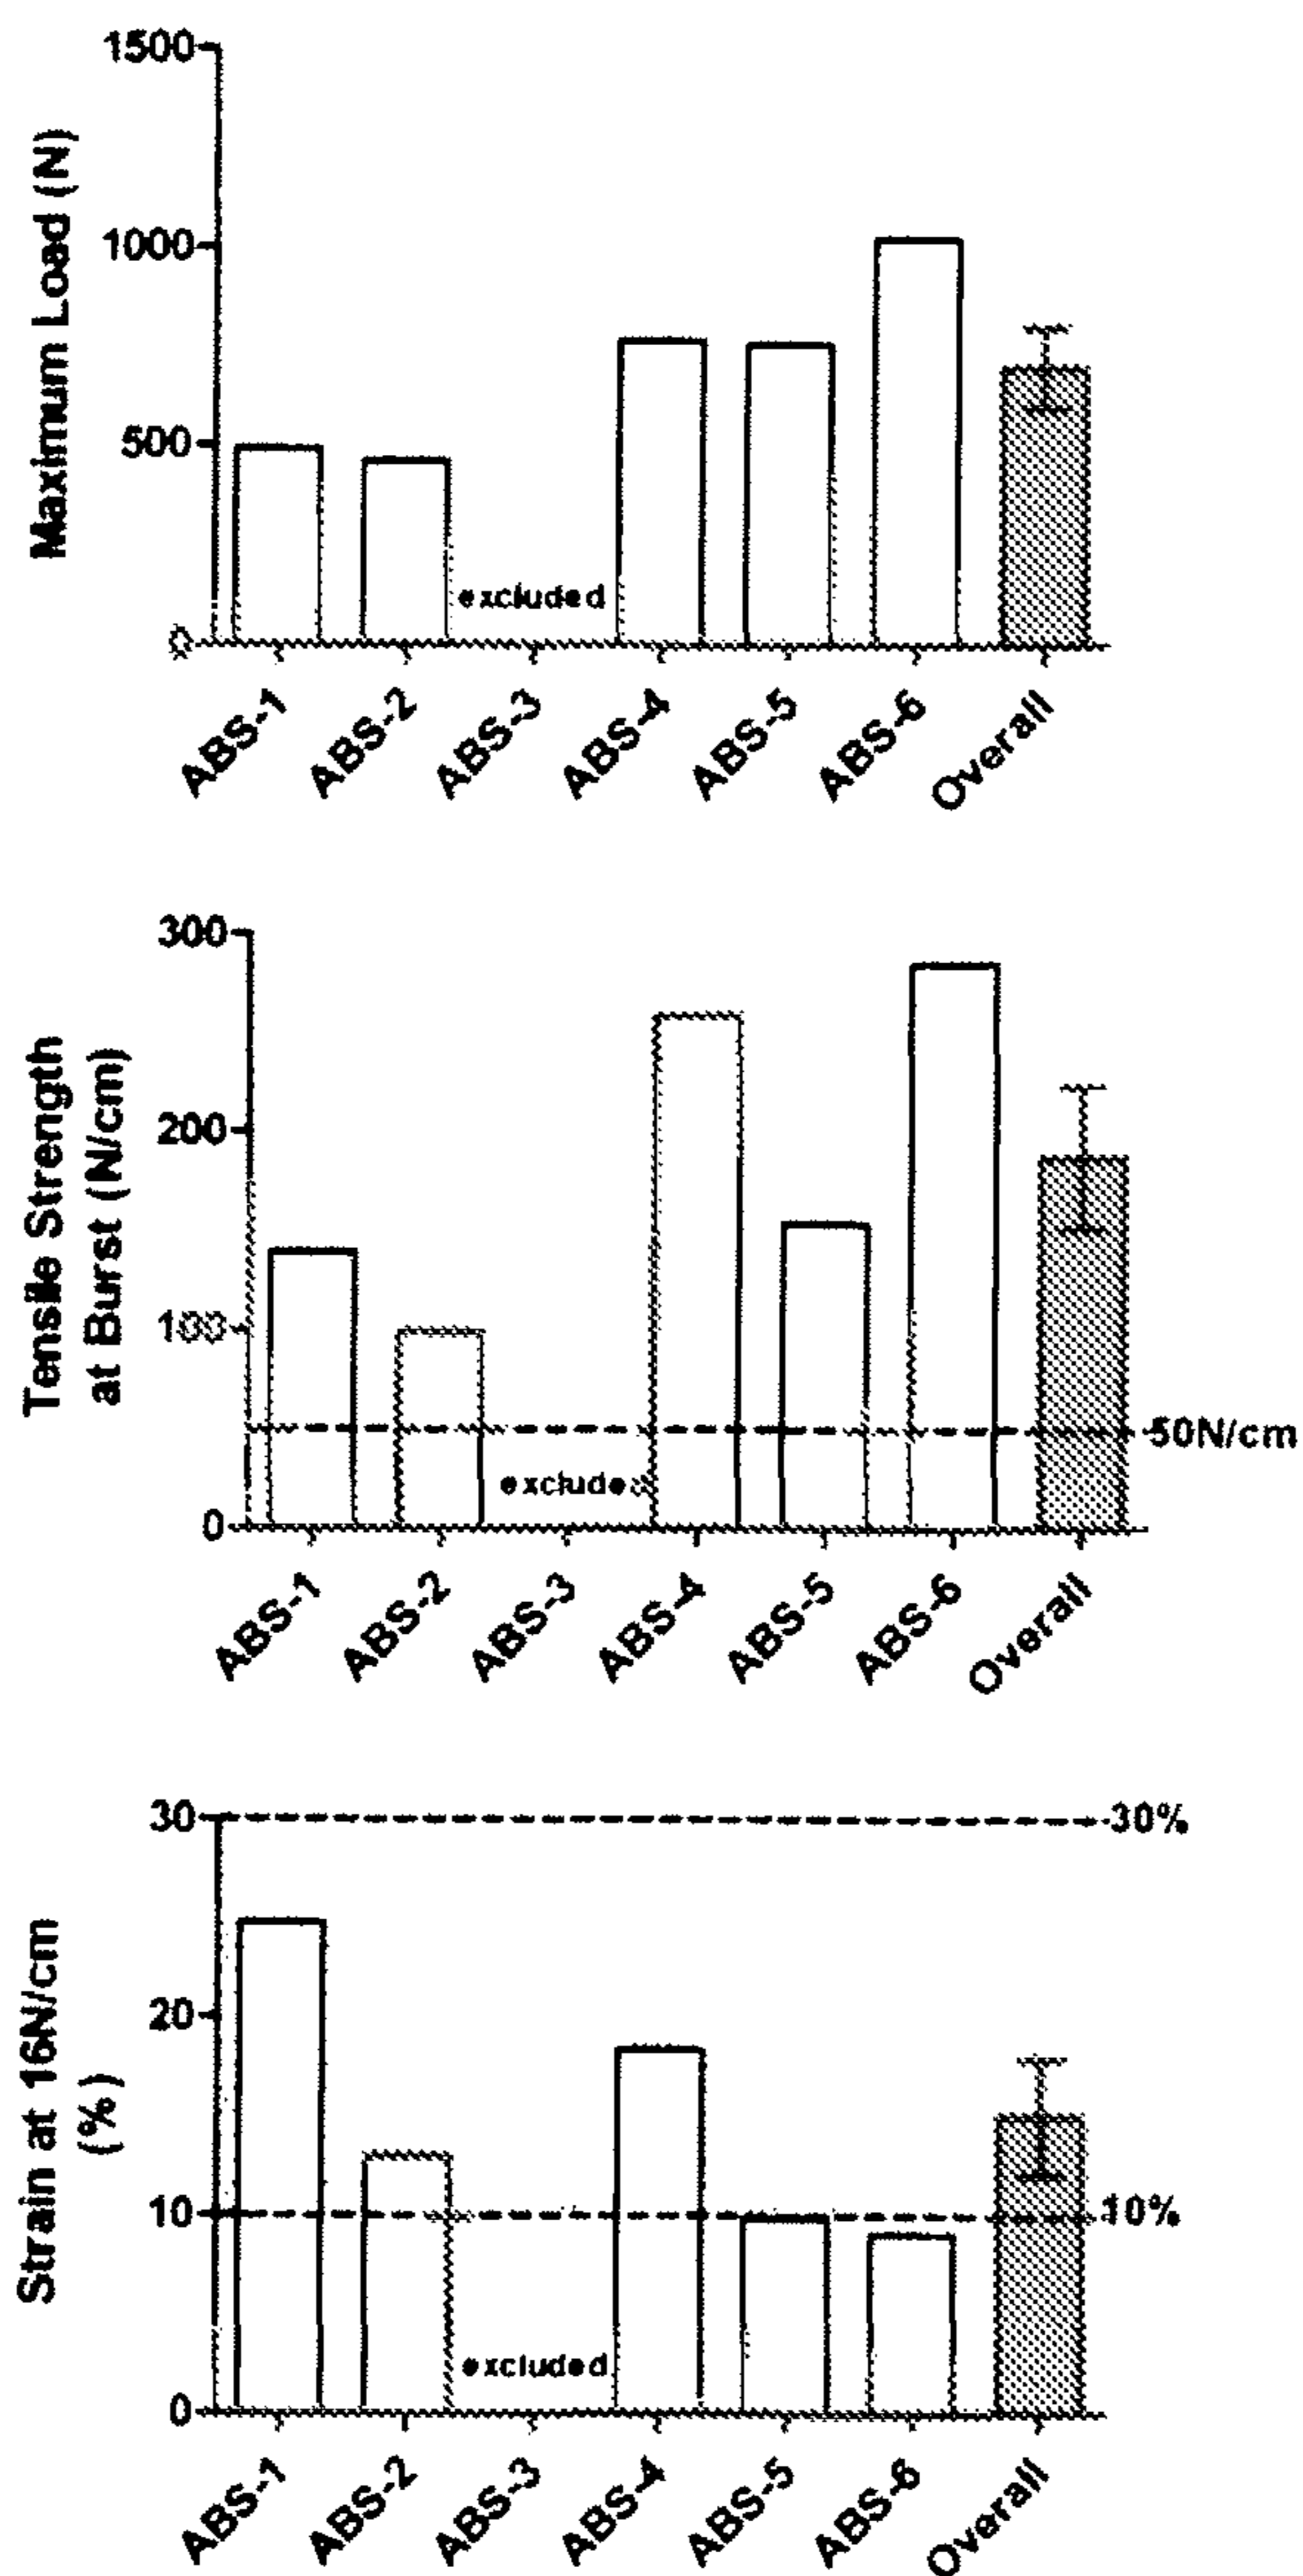 1500
1000
500
0
Maximum Load (N)
excluded
ABS-1
ABS-2
ABS-3
ABS-4
ABS-5
ABS-6
Overall
300
200
100
0
Tensile Strength
at Burst (N/cm)
50N/cm
exclude
ABS-1
ABS-2
ABS-3
ABS-4
ABS-5
ABS-6
Overall
30
20
10
0
Strain at 16N/cm
(%)
30%
10%
excluded
ABS-1
ABS-2
ABS-3
ABS-4
ABS-5
ABS-6
Overall